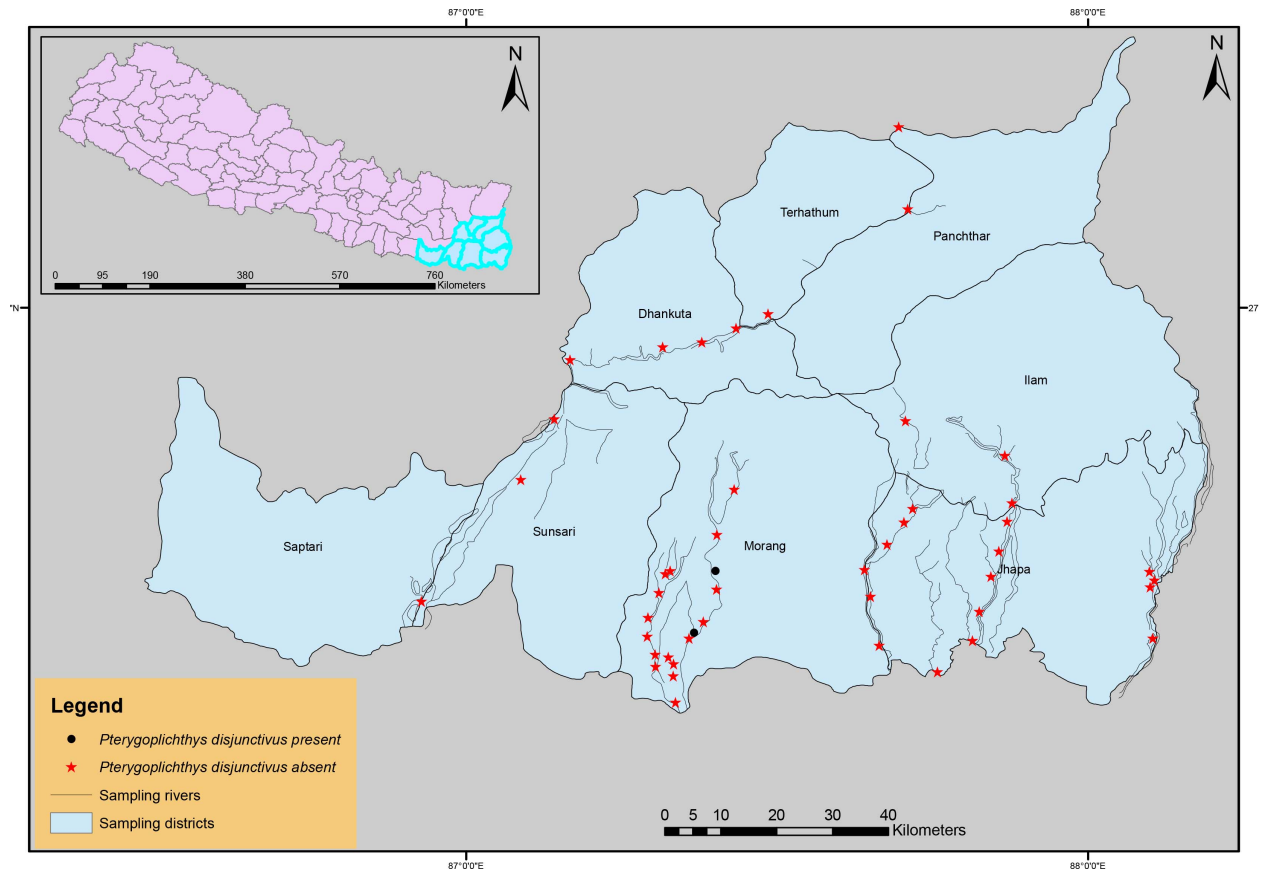 87°0'0"E 88°0'0"E
N
N
0 95 190 380 570 760
Kilometers
Terhathum
Panchthar
Dhankuta
"N
27
Ilam
Saptari
Sunsari
Morang
Jhapa
Legend
Pterygoplichthys disjunctivus present
Pterygoplichthys disjunctivus absent
Sampling rivers
Sampling districts
0 5 10 20 30 40
Kilometers
87°0'0"E 88°0'0"E